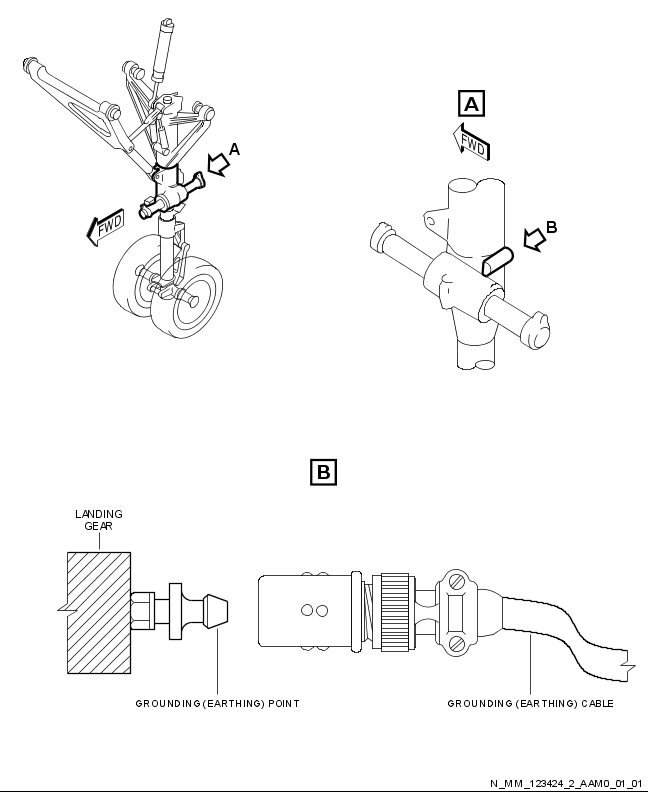 A
FWD
A
FWD
B
B
LANDING
GEAR
GROUNDING (EARTHING) POINT
GROUNDING (EARTHING) CABLE
N_MM_123424_2_AAM0_01_01